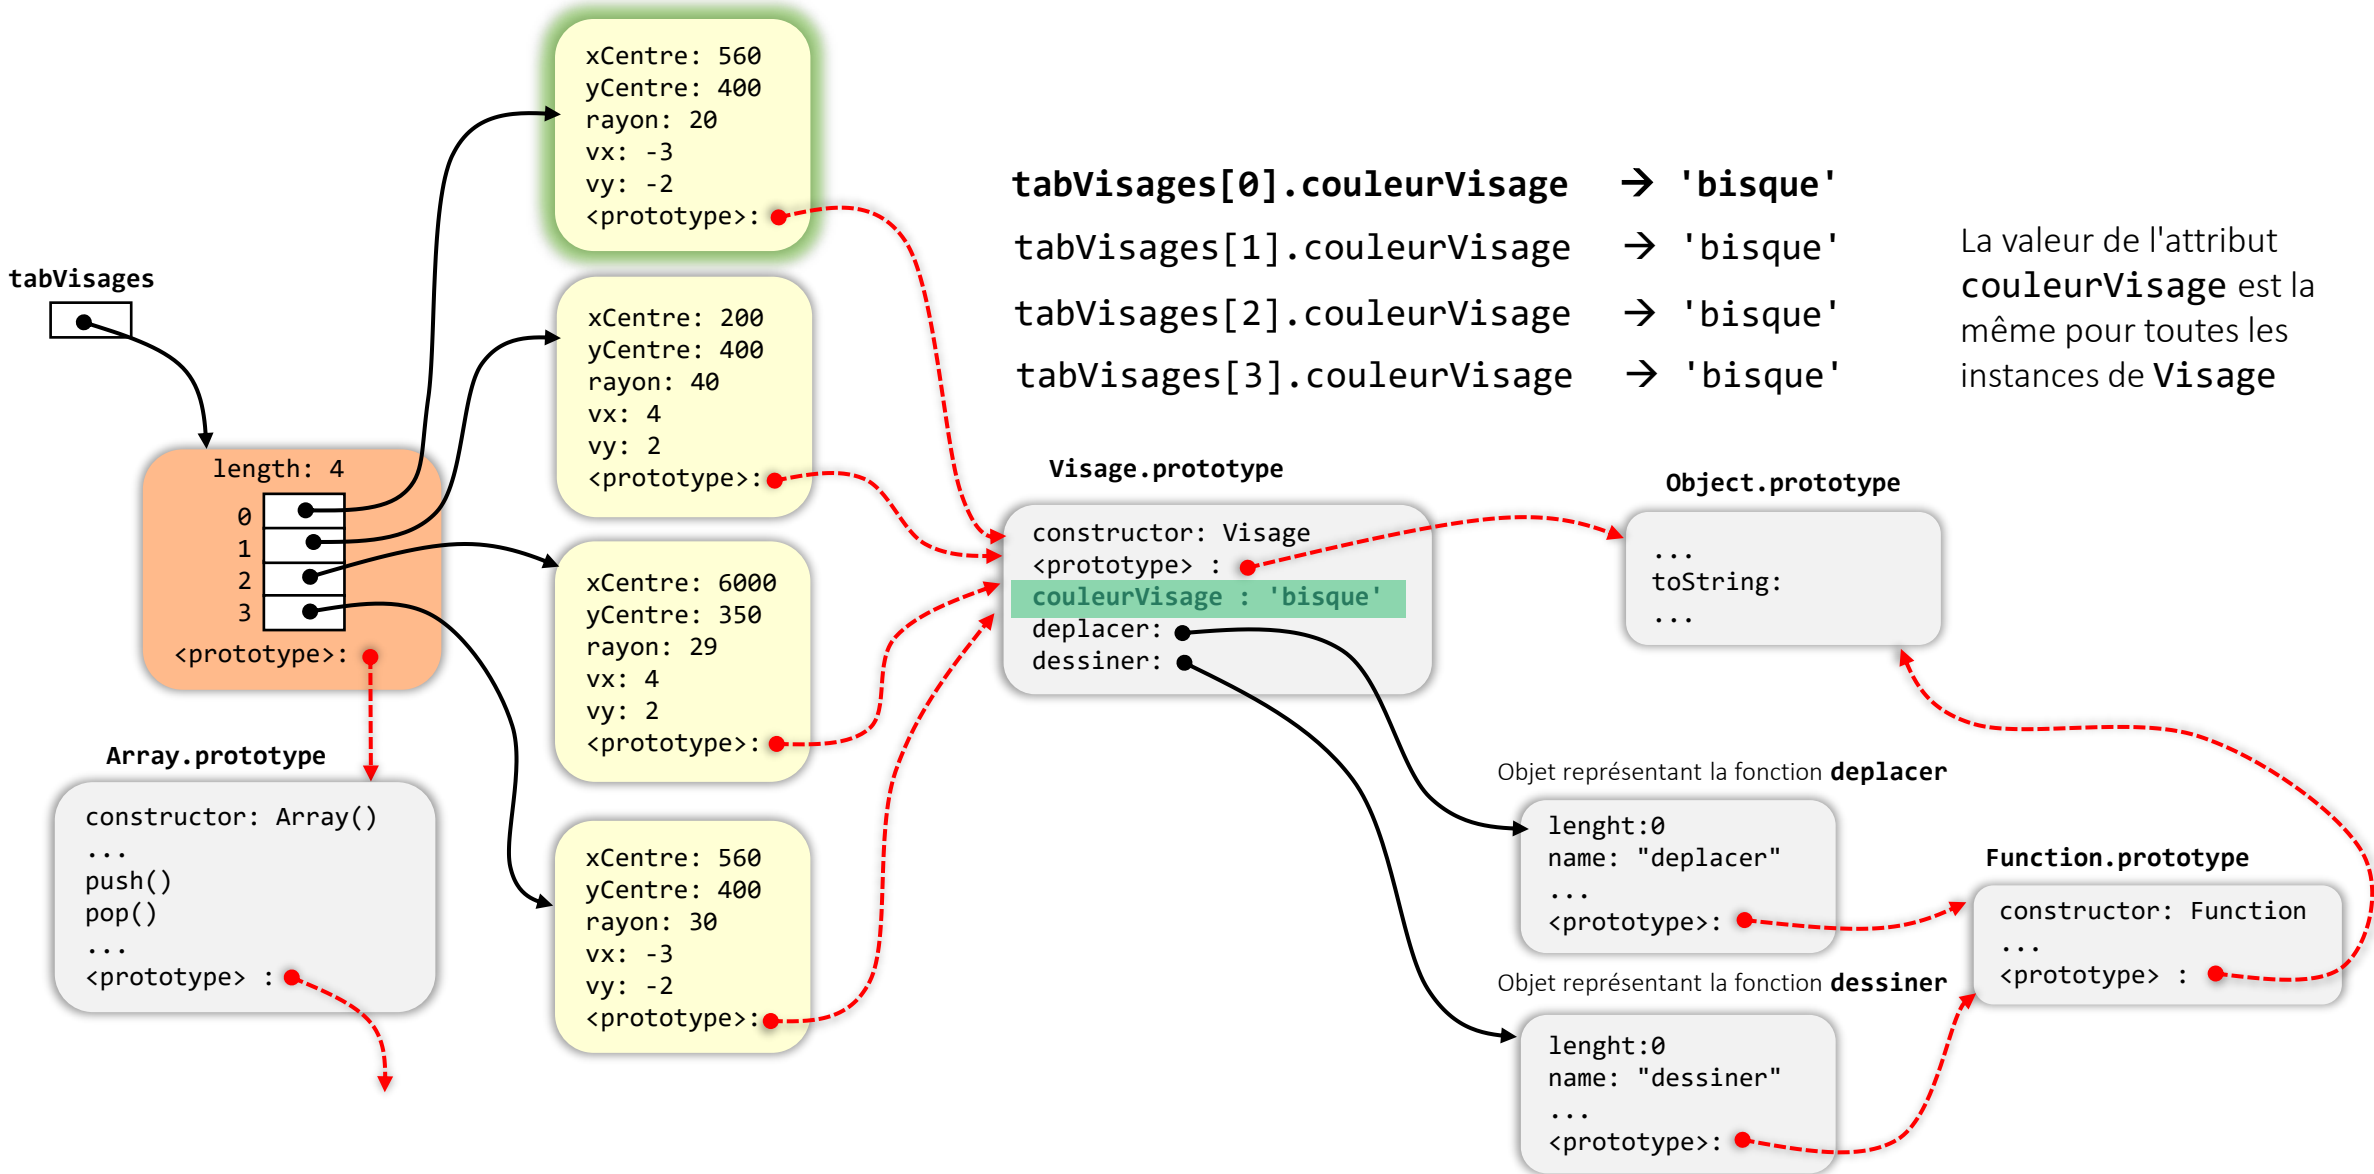 tabVisages
length: 4
0
1
2
3
<prototype>:
Array.prototype
constructor: Array()
...
push()
pop()
...
<prototype> :
xCentre: 560
yCentre: 400
rayon: 20
vx: -3
vy: -2
<prototype>:
xCentre: 200
yCentre: 400
rayon: 40
vx: 4
vy: 2
<prototype>:
xCentre: 6000
yCentre: 350
rayon: 29
vx: 4
vy: 2
<prototype>:
xCentre: 560
yCentre: 400
rayon: 30
vx: -3
vy: -2
<prototype>:
tabVisages[0].couleurVisage → 'bisque'
tabVisages[1].couleurVisage → 'bisque'
tabVisages[2].couleurVisage → 'bisque'
tabVisages[3].couleurVisage → 'bisque'
La valeur de l'attribut
couleurVisage est la
même pour toutes les
instances de Visage
Visage.prototype
constructor: Visage
<prototype> :
couleurVisage : 'bisque'
deplacer:
dessiner:
Object.prototype
...
toString:
...
Objet représentant la fonction deplacer
lenght:0
name: "deplacer"
...
<prototype>:
Function.prototype
constructor: Function
...
<prototype> :
Objet représentant la fonction dessiner
lenght:0
name: "dessiner"
...
<prototype>: